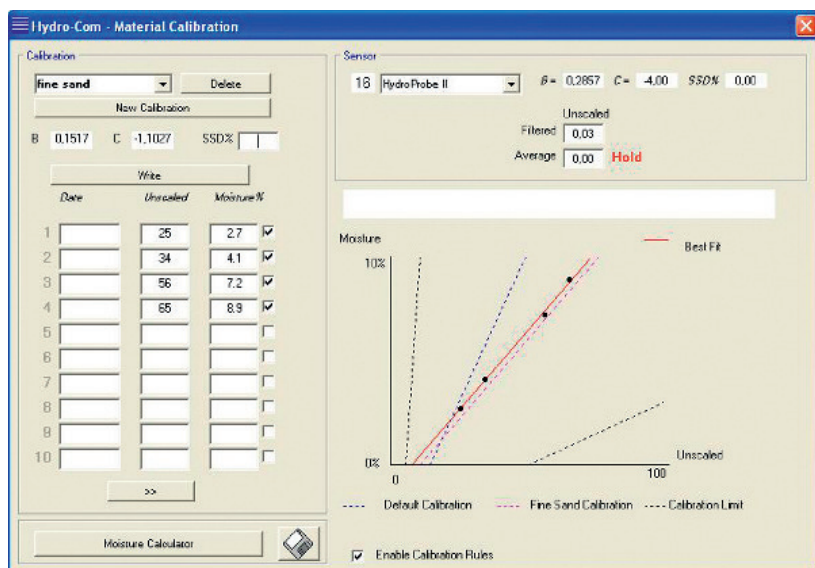 Hydro-Com - Material Calibration
Calibration
fine sand
Delete
New Calibration
B 0,1517 C -1,1027 SSD%
Write
Date Unscaled Moisture%
1 25 2.7
2 34 4.1
3 56 7.2
4 65 8.9
5
6
7
8
9
10
>>
Moisture Calculator
Sensor
16 HydroProbe II B = 0,2857 C = -4,00 SSD% 0,00
Unscaled
Filtered 0,03
Average 0,00 Hold
Moisture
Best Fit
10%
0%
0
100
Unscaled
Default Calibration Fine Sand Calibration Calibration Limit
Enable Calibration Rules